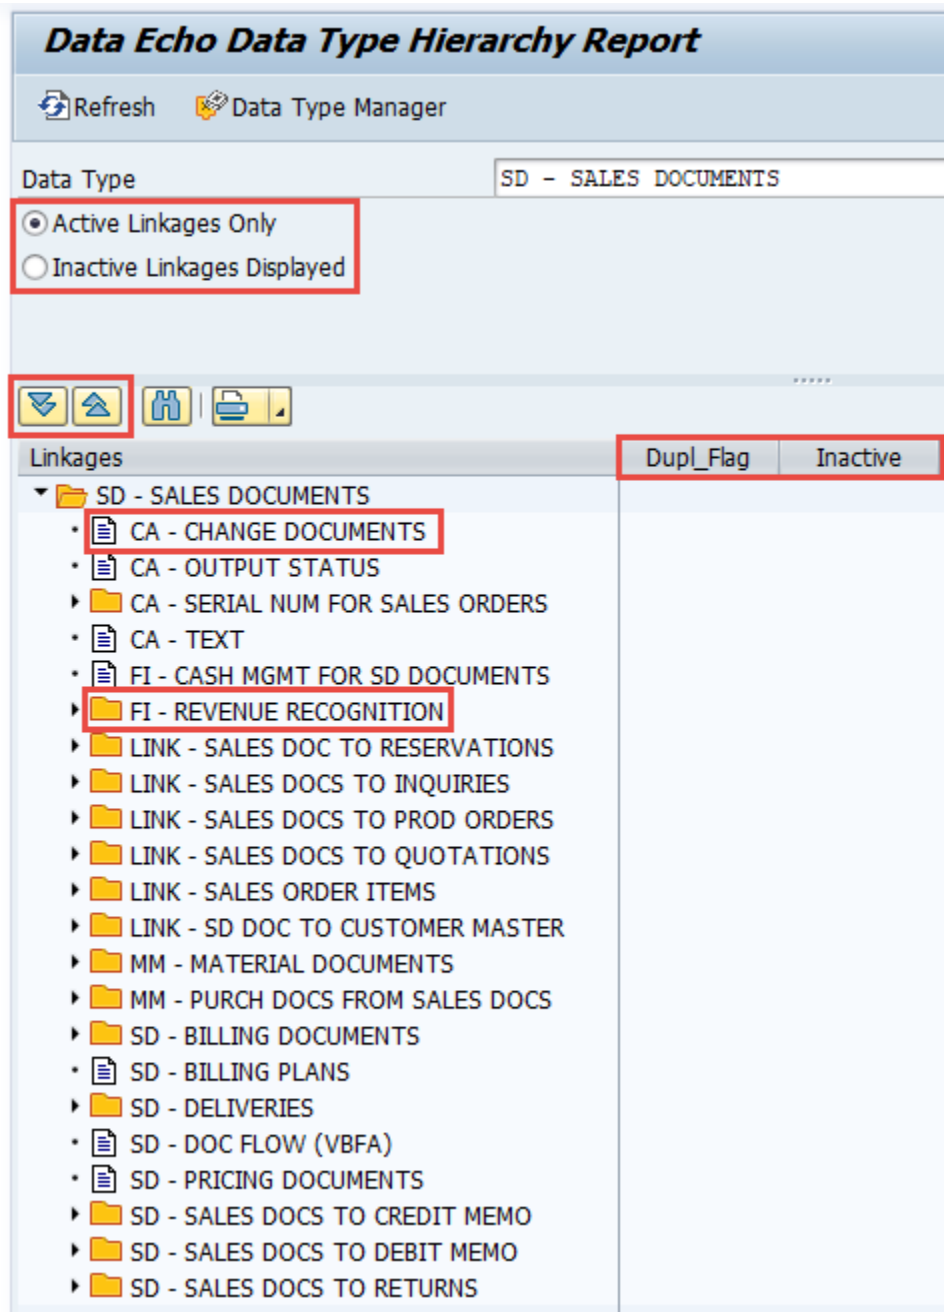 Data Echo Data Type Hierarchy Report
Refresh Data Type Manager
Data Type SD - SALES DOCUMENTS
Active Linkages Only
Inactive Linkages Displayed
Linkages Dupl_Flag Inactive
SD - SALES DOCUMENTS
CA - CHANGE DOCUMENTS
CA - OUTPUT STATUS
CA - SERIAL NUM FOR SALES ORDERS
CA - TEXT
FI - CASH MGMT FOR SD DOCUMENTS
FI - REVENUE RECOGNITION
LINK - SALES DOC TO RESERVATIONS
LINK - SALES DOCS TO INQUIRIES
LINK - SALES DOCS TO PROD ORDERS
LINK - SALES DOCS TO QUOTATIONS
LINK - SALES ORDER ITEMS
LINK - SD DOC TO CUSTOMER MASTER
MM - MATERIAL DOCUMENTS
MM - PURCH DOCS FROM SALES DOCS
SD - BILLING DOCUMENTS
SD - BILLING PLANS
SD - DELIVERIES
SD - DOC FLOW (VBFA)
SD - PRICING DOCUMENTS
SD - SALES DOCS TO CREDIT MEMO
SD - SALES DOCS TO DEBIT MEMO
SD - SALES DOCS TO RETURNS